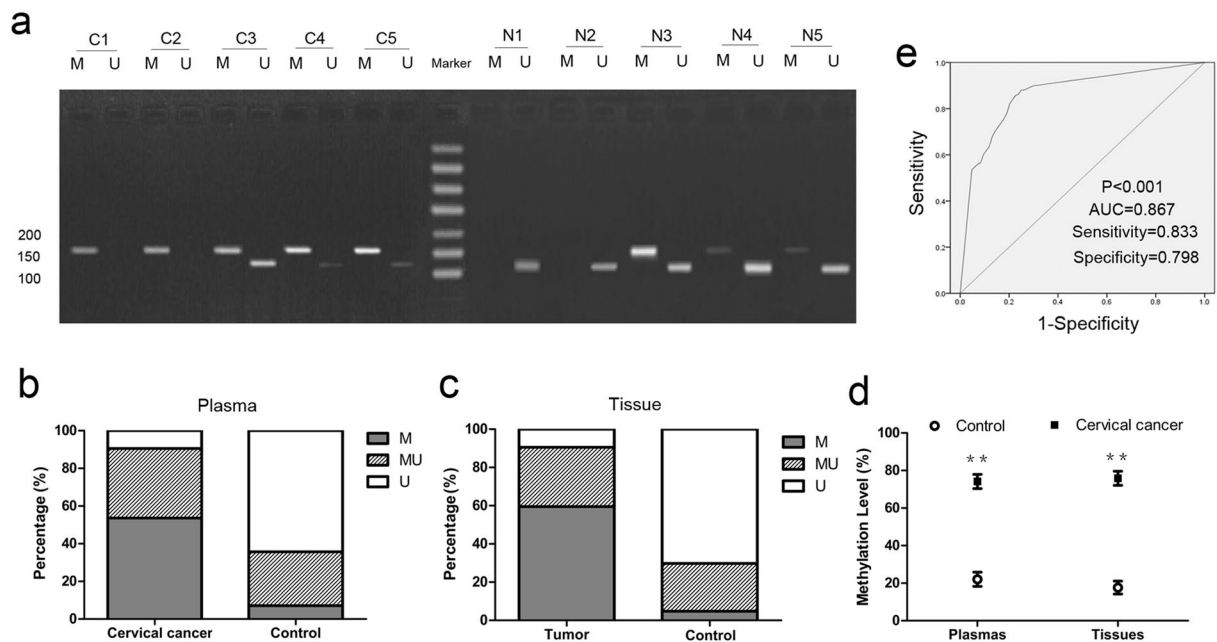 a
C1 C2 C3 C4 C5 N1 N2 N3 N4 N5
M U M U M U M U M U Marker M U M U M U M U M U
200
150
100
e
Sensitivity
1.0
0.8
0.6
0.4
0.2
0.0
P<0.001
AUC=0.867
Sensitivity=0.833
Specificity=0.798
0.0 0.2 0.4 0.6 0.8 1.0
1-Specificity
b
Plasma
Percentage (%)
100
80
60
40
20
0
M
MU
U
Cervical cancer Control
c
Tissue
Percentage (%)
100
80
60
40
20
0
M
MU
U
Tumor Control
d
Control Cervical cancer
Methylation Level (%)
100
80
60
40
20
0
** **
Plasmas Tissues